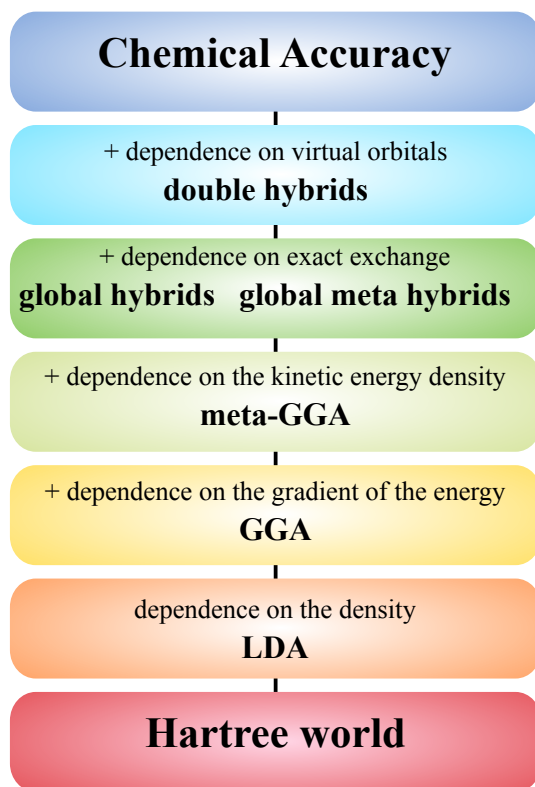 Chemical Accuracy
+ dependence on virtual orbitals
double hybrids
+ dependence on exact exchange
global hybrids global meta hybrids
+ dependence on the kinetic energy density
meta-GGA
+ dependence on the gradient of the energy
GGA
dependence on the density
LDA
Hartree world